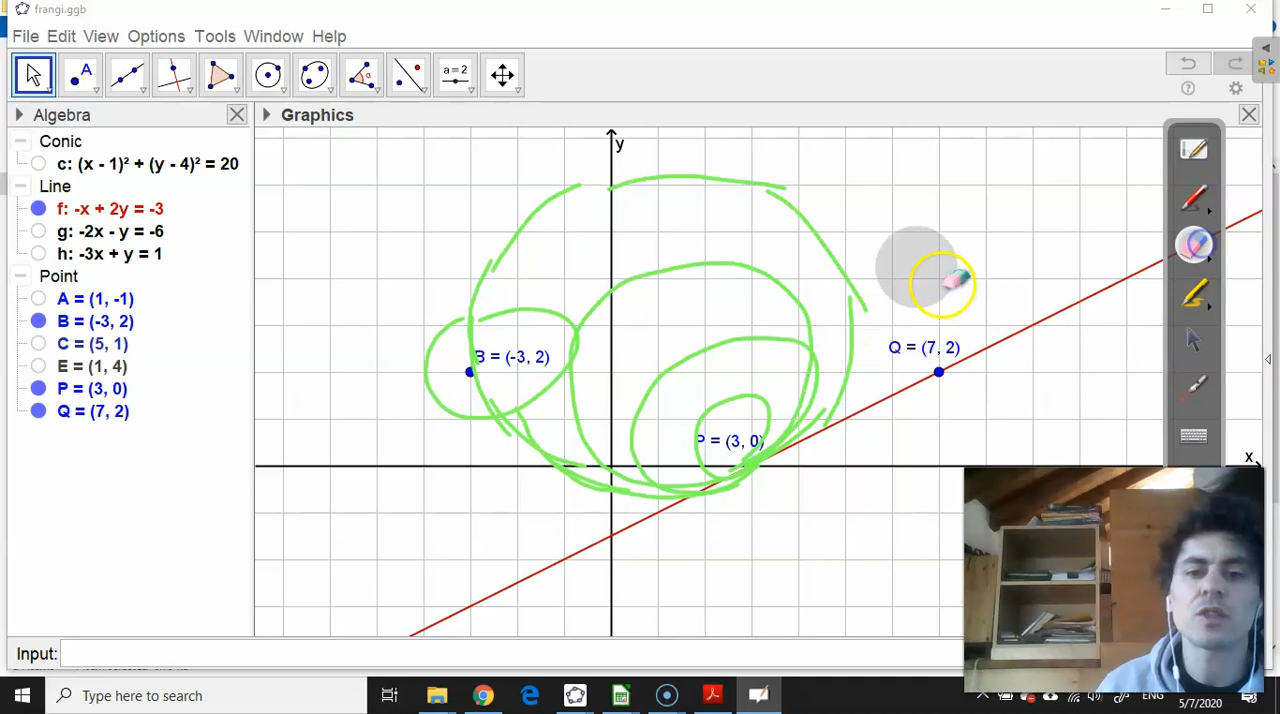 frangi.ggb
File Edit View Options Tools Window Help
A
α
a=2
Algebra
Graphics
Conic
c: (x - 1)² + (y - 4)² = 20
Line
f: -x + 2y = -3
g: -2x - y = -6
h: -3x + y = 1
Point
A = (1, -1)
B = (-3, 2)
C = (5, 1)
E = (1, 4)
P = (3, 0)
Q = (7, 2)
y
B = (-3, 2)
Q = (7, 2)
P = (3, 0)
x
Input:
Type here to search
ENG
5/7/2020